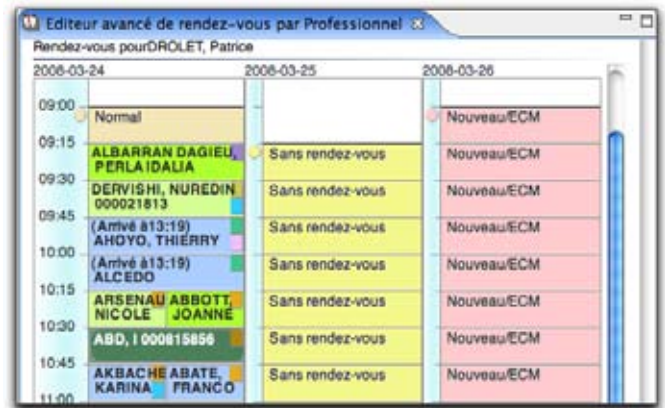 Editeur avancé de rendez-vous par Professionnel
Rendez-vous pourDROLET, Patrice
2008-03-24 2008-03-25 2008-03-26
09:00
Normal Nouveau/ECM
09:15
ALBARRAN DAGIEU, Sans rendez-vous Nouveau/ECM
PERLA IDALIA
09:30
DERVISHI, NUREDIN Sans rendez-vous Nouveau/ECM
000021813
09:45
(Arrivé à13:19) Sans rendez-vous Nouveau/ECM
AHOYO, THIERRY
10:00
(Arrivé à13:19) Sans rendez-vous Nouveau/ECM
ALCEDO
10:15
ARSENAU ABBOTT, Sans rendez-vous Nouveau/ECM
NICOLE JOANNE
10:30
ABD, I 000815856 Sans rendez-vous Nouveau/ECM
10:45
AKBACHE ABATE, Sans rendez-vous Nouveau/ECM
KARINA FRANCO
11:00